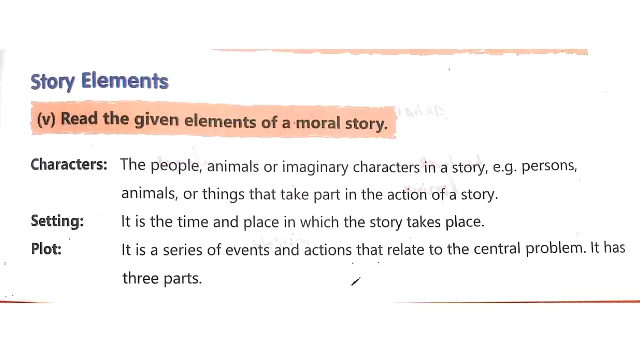 Story Elements
(v) Read the given elements of a moral story.
Characters: The people, animals or imaginary characters in a story, e.g. persons,
animals, or things that take part in the action of a story.
Setting: It is the time and place in which the story takes place.
Plot: It is a series of events and actions that relate to the central problem. It has
three parts.